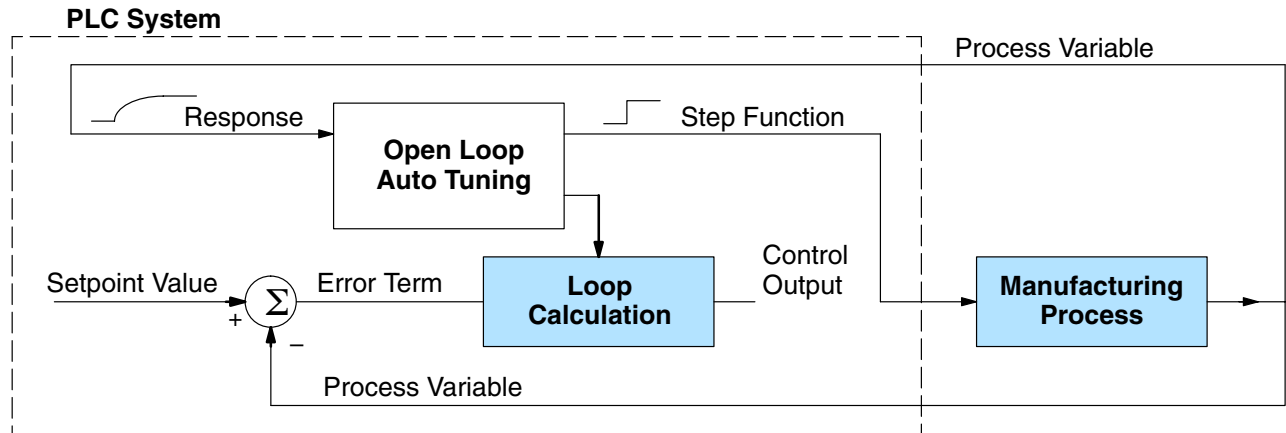 PLC System
Process Variable
Response
Step Function
Open Loop
Auto Tuning
Setpoint Value
+
Σ
−
Error Term
Loop
Calculation
Control
Output
Manufacturing
Process
Process Variable